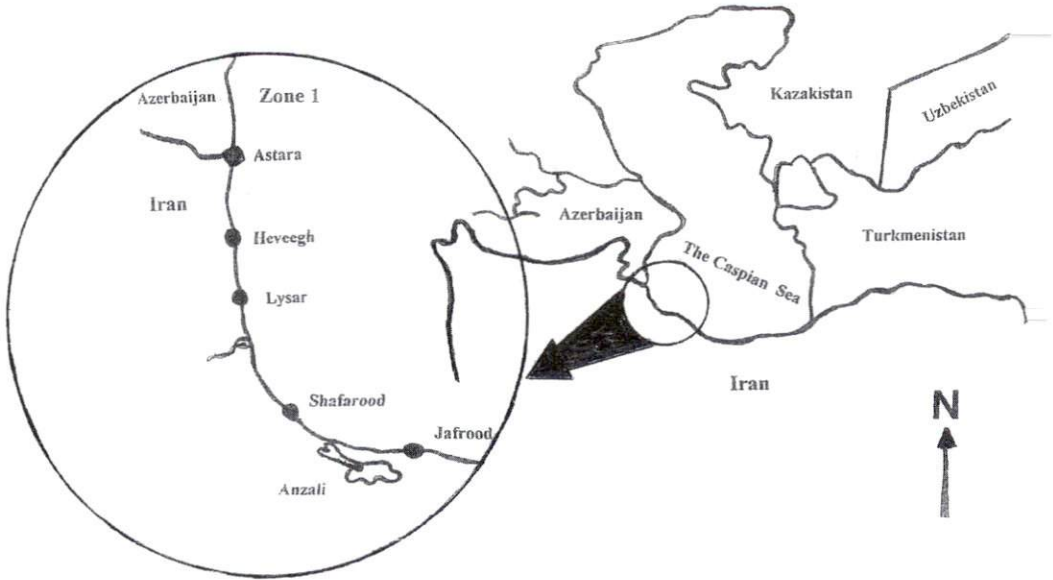 Azerbaijan
Zone 1
Astara
Iran
Heveegh
Lysar
Shafarood
Jafrood
Anzali
Kazakistan
Uzbekistan
Azerbaijan
Turkmenistan
The Caspian Sea
Iran
N